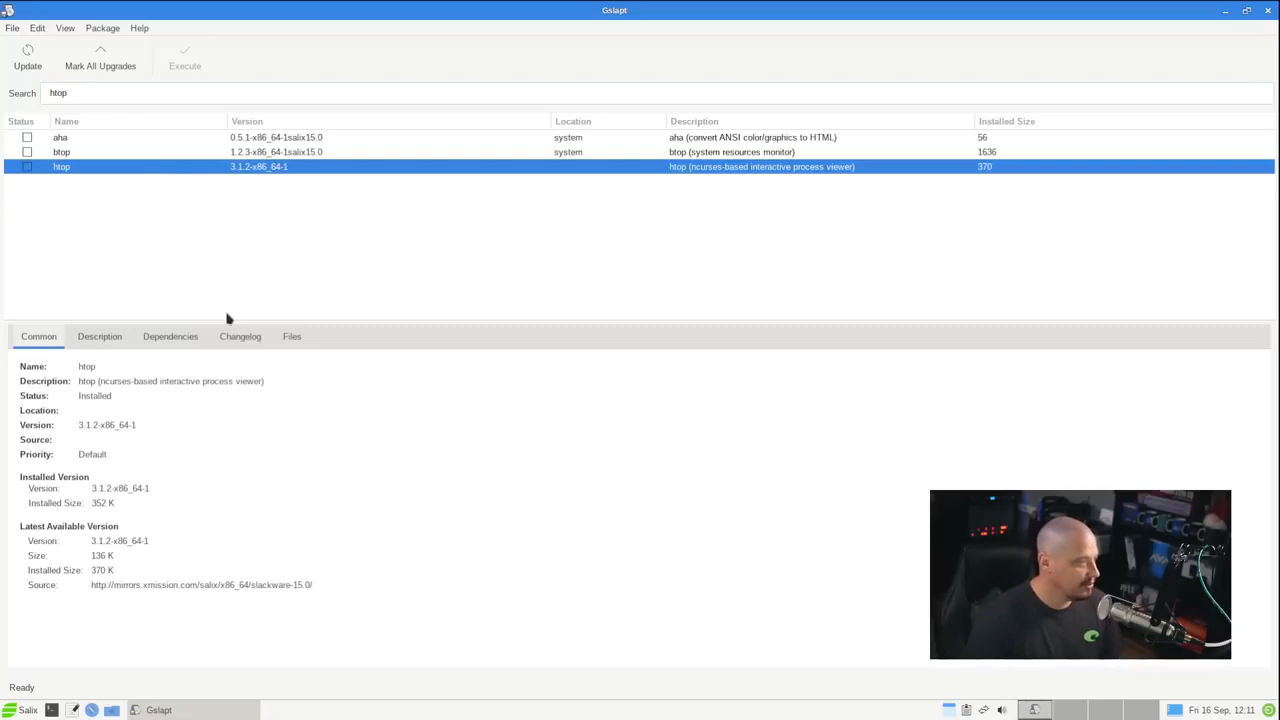 Gslapt
File Edit View Package Help
Update Mark All Upgrades Execute
Search htop
Status Name Version Location Description Installed Size
aha 0.5.1-x86_64-1salix15.0 system aha (convert ANSI color/graphics to HTML) 56
btop 1.2.3-x86_64-1salix15.0 system btop (system resources monitor) 1636
htop 3.1.2-x86_64-1 htop (ncurses-based interactive process viewer) 370
Common Description Dependencies Changelog Files
Name: htop
Description: htop (ncurses-based interactive process viewer)
Status: Installed
Location:
Version: 3.1.2-x86_64-1
Source:
Priority: Default
Installed Version
Version: 3.1.2-x86_64-1
Installed Size: 352 K
Latest Available Version
Version: 3.1.2-x86_64-1
Size: 136 K
Installed Size: 370 K
Source: http://mirrors.xmission.com/salix/x86_64/slackware-15.0/
Ready
Salix Gslapt Fri 16 Sep, 12:11